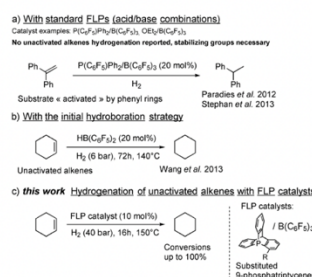 a) With standard FLPs (acid/base combinations)
Catalyst examples: P(C6F5)Ph2/B(C6F5)3, OEt2/B(C6F5)3
No unactivated alkenes hydrogenation reported, stabilizing groups necessary
Ph
Ph
P(C6F5)Ph2/B(C6F5)3 (20 mol%)
H2
Ph
Ph
Substrate « activated » by phenyl rings
Paradies et al. 2012
Stephan et al. 2013
b) With the initial hydroboration strategy
HB(C6F5)2 (20 mol%)
H2 (6 bar), 72h, 140°C
Unactivated alkenes
Wang et al. 2013
c) this work Hydrogenation of unactivated alkenes with FLP catalysts
FLP catalyst (10 mol%)
H2 (40 bar), 16h, 150°C
Conversions
up to 100%
FLP catalysts:
P
R
/ B(C6F5)3
Substituted
9-phosphatriptycene